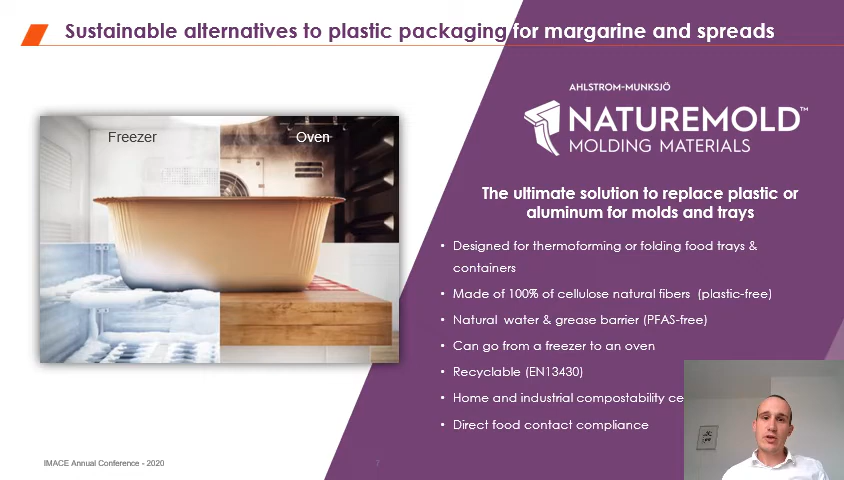 Sustainable alternatives to plastic packaging for margarine and spreads
Freezer
Oven
AHLSTROM-MUNKSJÖ
NATUREMOLD™
MOLDING MATERIALS
The ultimate solution to replace plastic or
aluminum for molds and trays
• Designed for thermoforming or folding food trays &
containers
• Made of 100% of cellulose natural fibers (plastic-free)
• Natural water & grease barrier (PFAS-free)
• Can go from a freezer to an oven
• Recyclable (EN13430)
• Home and industrial compostability ce
• Direct food contact compliance
IMACE Annual Conference - 2020
7